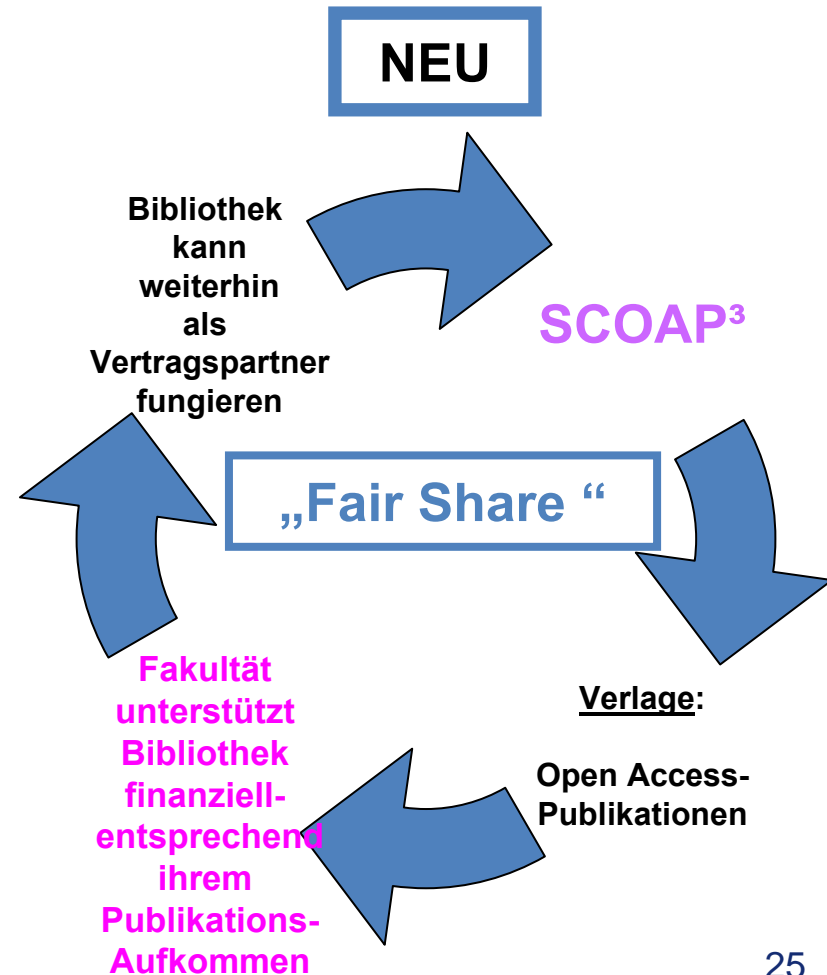 NEU
Bibliothek
kann
weiterhin
als
Vertragspartner
fungieren
SCOAP³
„Fair Share “
Verlage:
Open Access-
Publikationen
Fakultät
unterstützt
Bibliothek
finanziell-
entsprechend
ihrem
Publikations-
Aufkommen
25